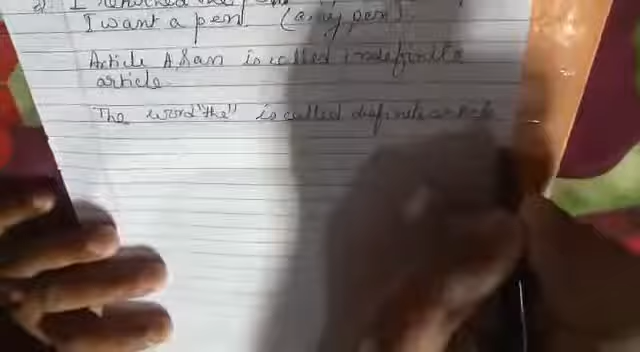 I want a pen. (any pen).
Article A & an is called indefinite
article.
The word "the" is called definite article